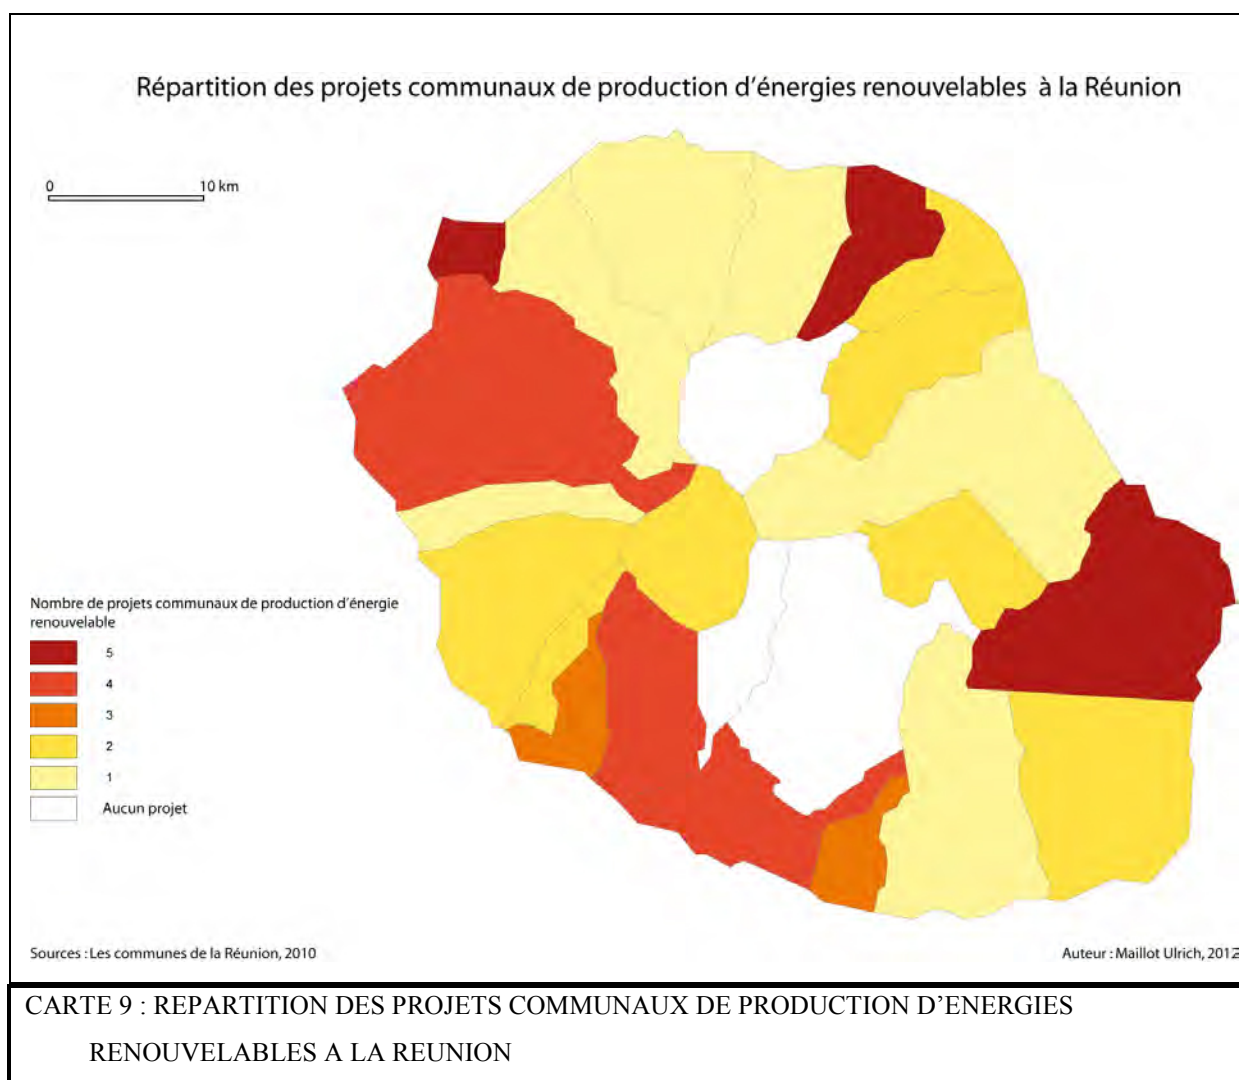 Répartition des projets communaux de production d'énergies renouvelables à la Réunion
0 10 km
Nombre de projets communaux de production d'énergie
renouvelable
5
4
3
2
1
Aucun projet
Sources : Les communes de la Réunion, 2010
Auteur : Maillot Ulrich, 2012
CARTE 9 : REPARTITION DES PROJETS COMMUNAUX DE PRODUCTION D'ENERGIES
RENOUVELABLES A LA REUNION